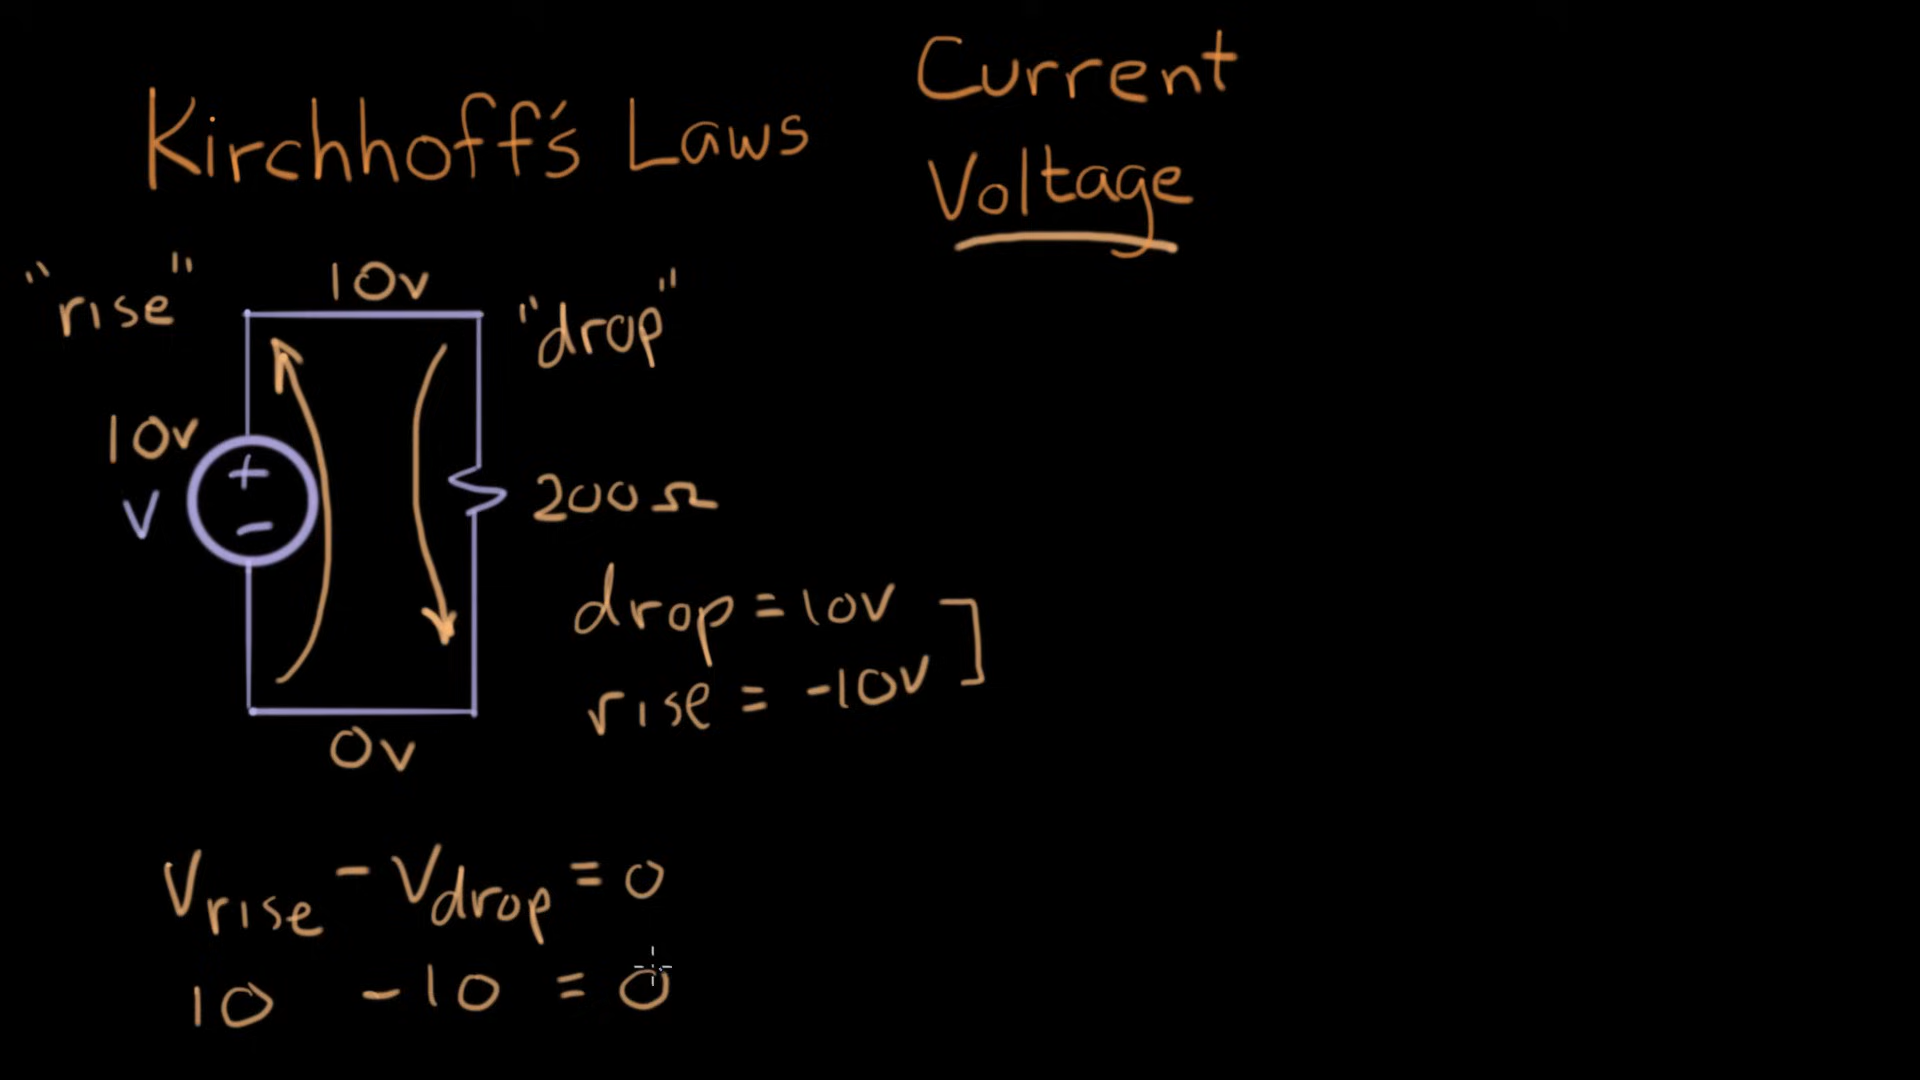 Kirchhoff's Laws
Current
Voltage
"rise"
10v
"drop"
10v
+
V
-
200Ω
drop = 10V
rise = -10V
0v
Vrise - Vdrop = 0
10 - 10 = 0